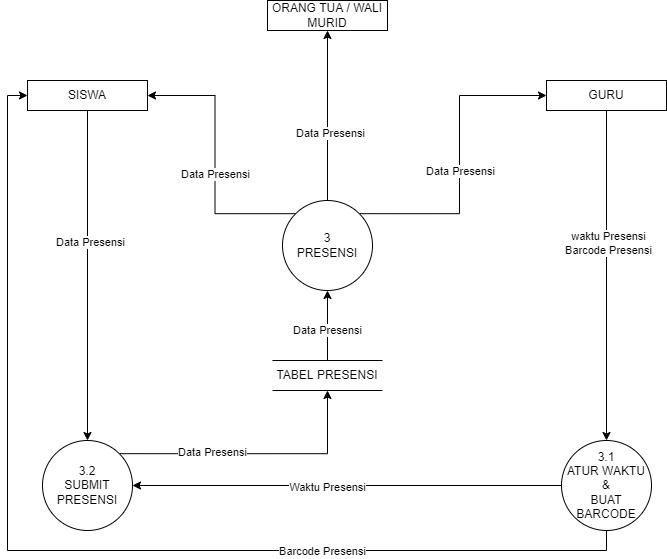 ORANG TUA / WALI
MURID
SISWA
GURU
Data Presensi
Data Presensi
Data Presensi
3
PRESENSI
Data Presensi
waktu Presensi
Barcode Presensi
Data Presensi
TABEL PRESENSI
Data Presensi
3.2
SUBMIT
PRESENSI
Waktu Presensi
3.1
ATUR WAKTU
&
BUAT
BARCODE
Barcode Presensi